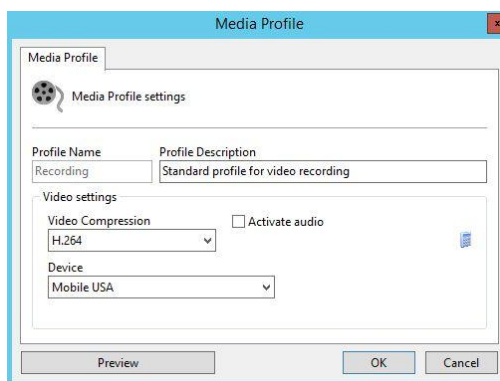 Media Profile
Media Profile
Media Profile settings
Profile Name Profile Description
Recording Standard profile for video recording
Video settings
Video Compression Activate audio
H.264
Device
Mobile USA
Preview OK Cancel